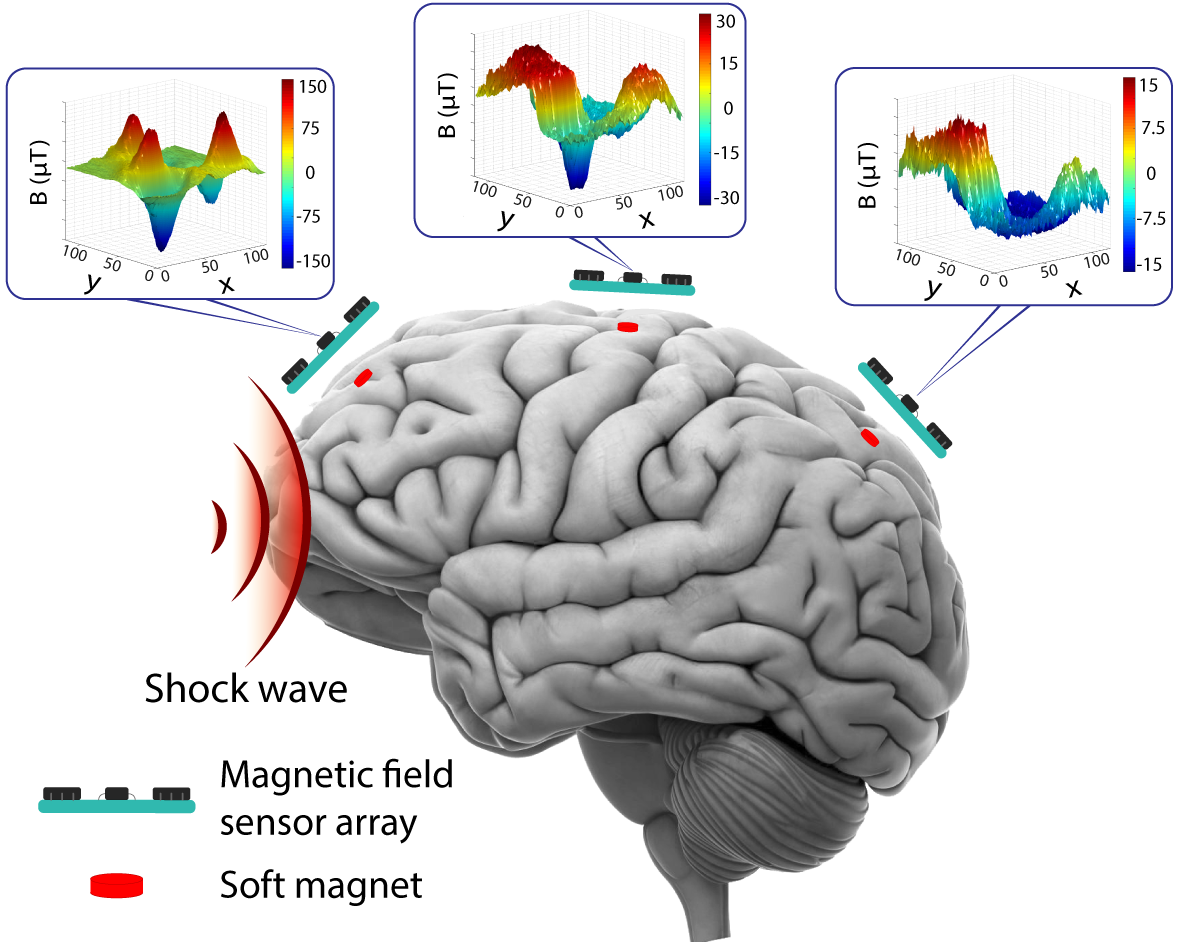 B (μT)
150
75
0
-75
-150
100
50
0
0
50
100
y
x
B (μT)
30
15
0
-15
-30
100
50
0
0
50
100
y
x
B (μT)
15
7.5
0
-7.5
-15
100
50
0
0
50
100
y
x
Shock wave
Magnetic field
sensor array
Soft magnet